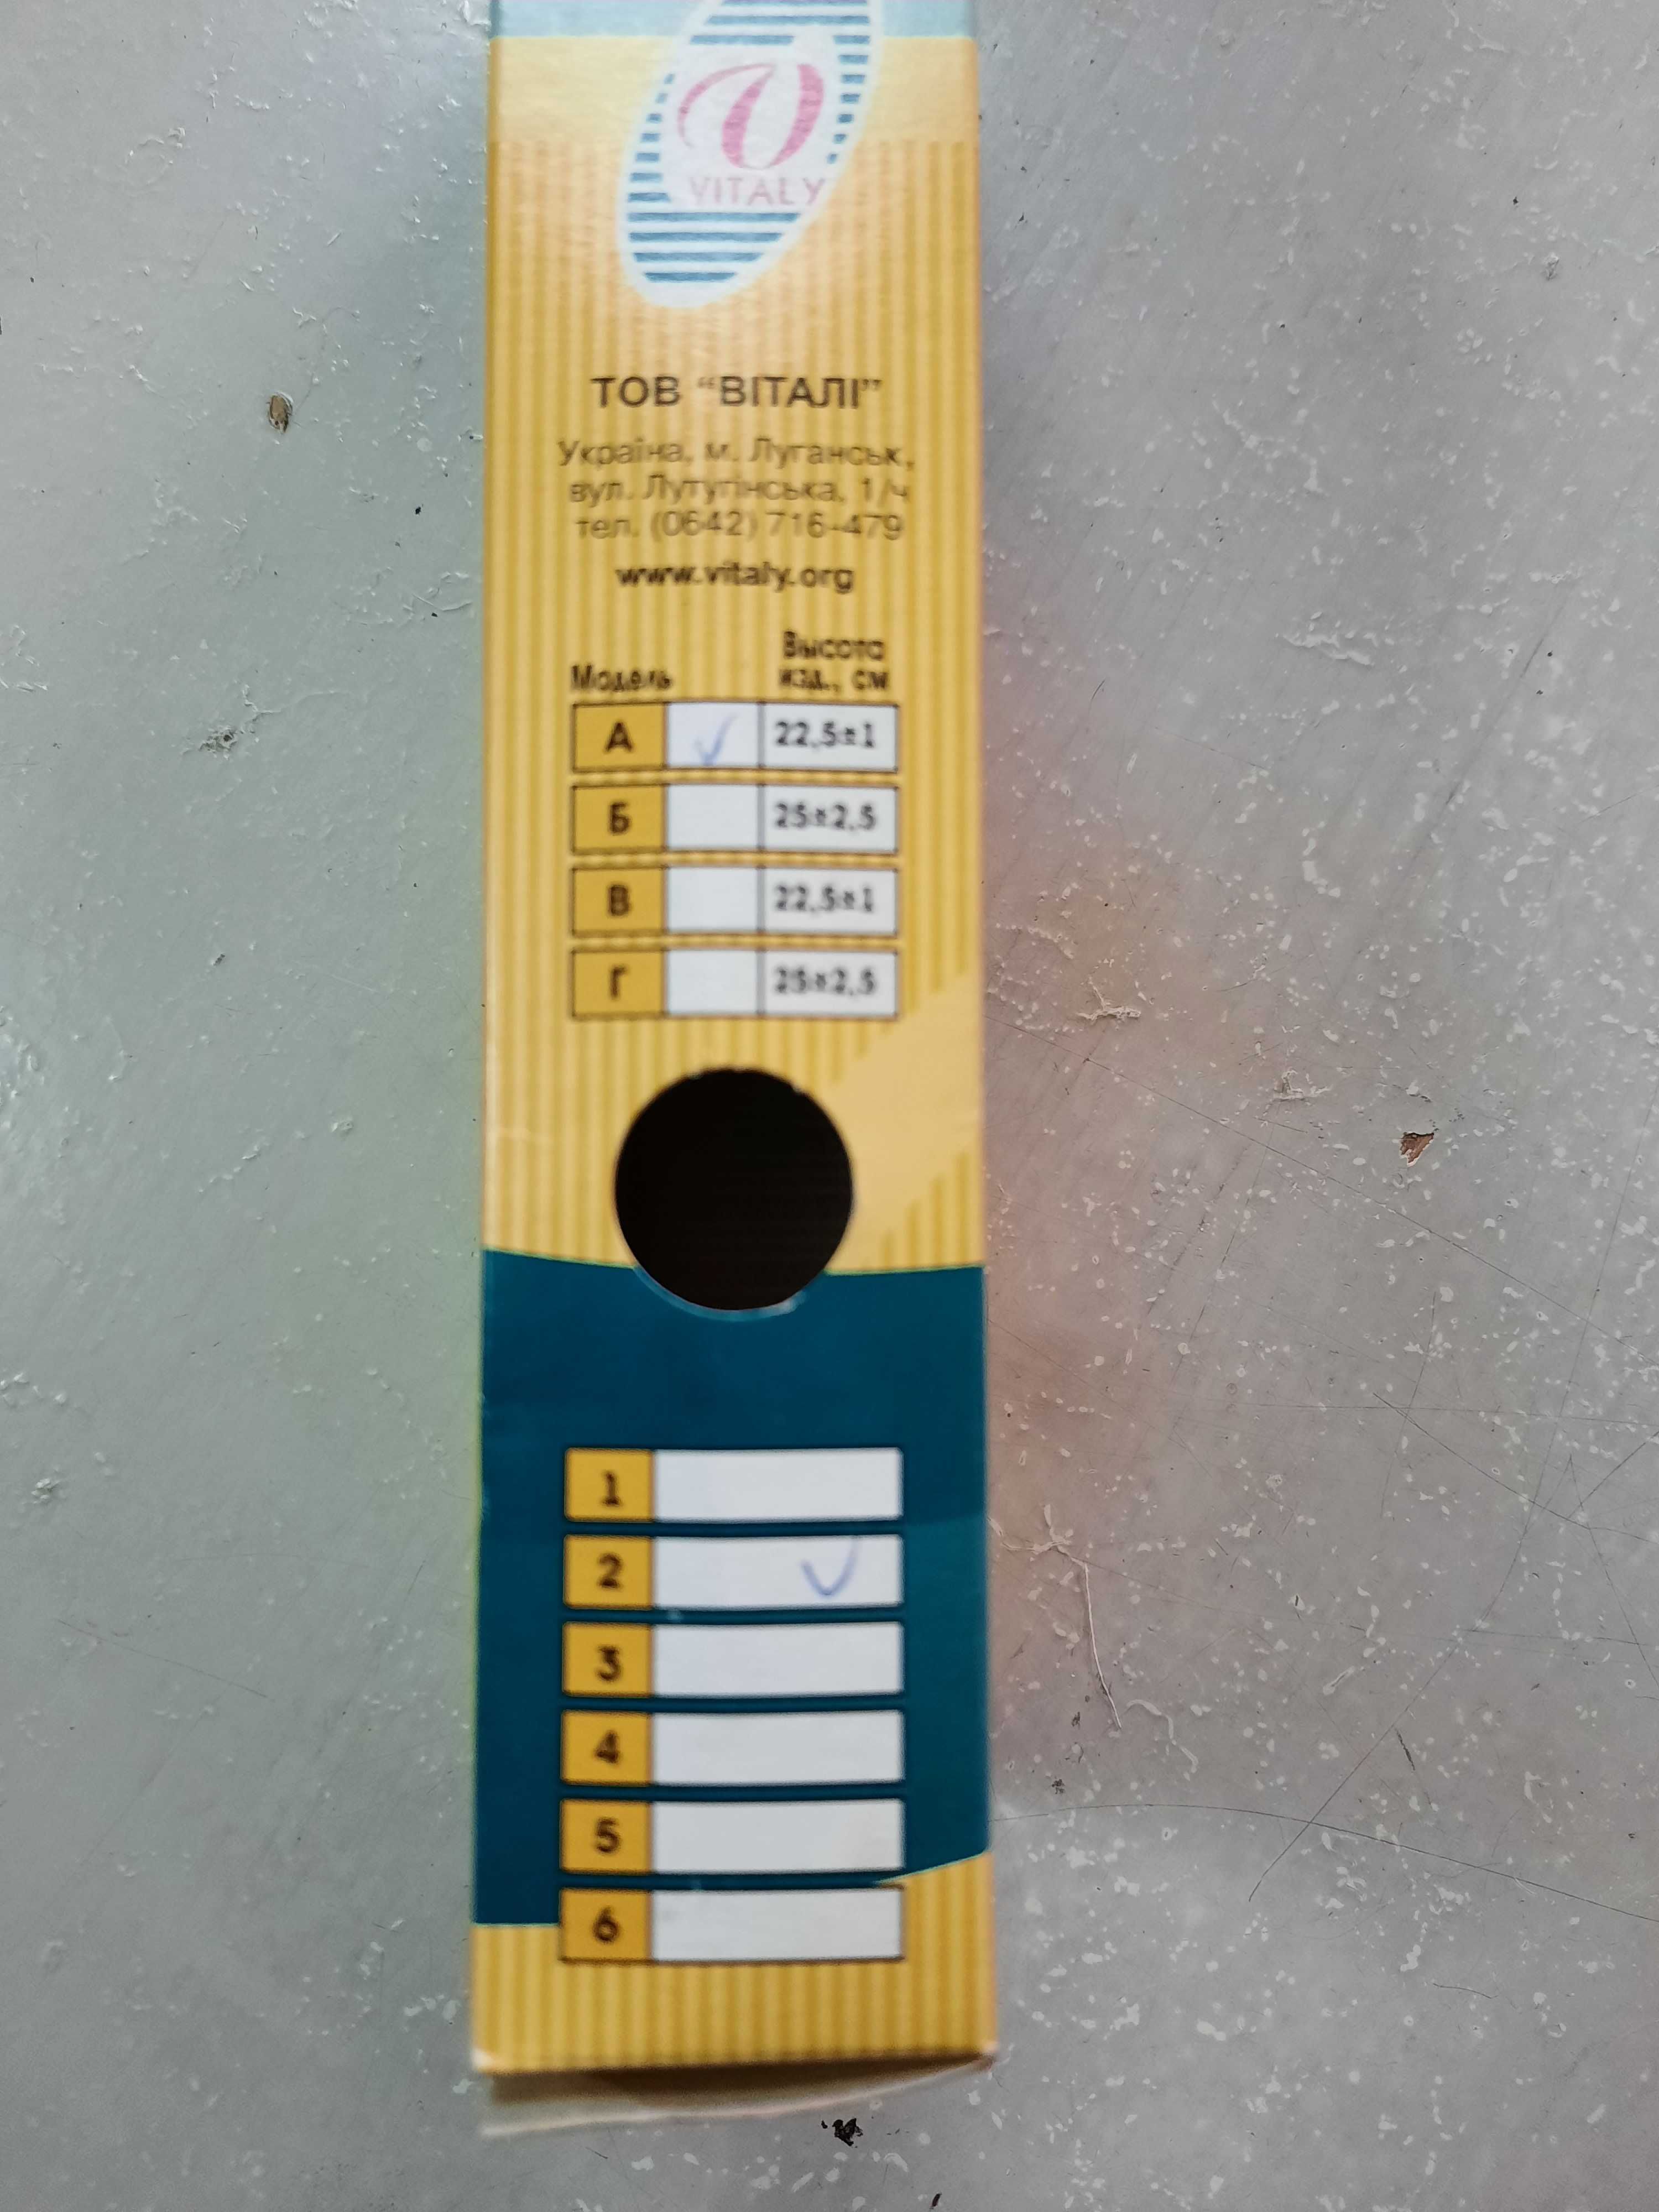 V
VITALY
ТОВ "ВІТАЛІ"
Україна, м. Луганськ,
вул. Лутугінська, 1/ч
тел. (0642) 716-479
www.vitaly.org
Модель Высота
изд., см
А ✓ 22,5±1
Б 25±2,5
В 22,5±1
Г 25±2,5
1
2 ✓
3
4
5
6